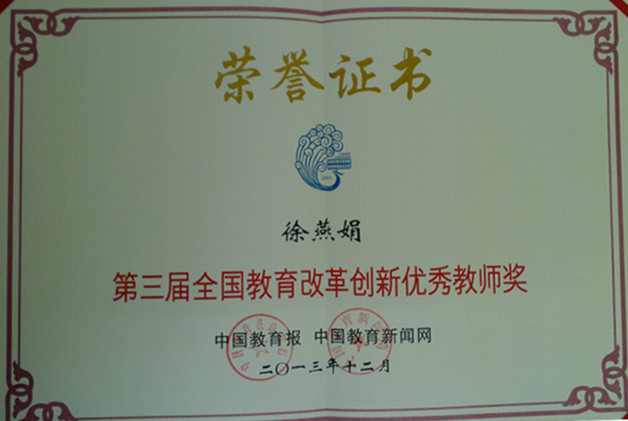 荣誉证书
徐燕娟
第三届全国教育改革创新优秀教师奖
中国教育报 中国教育新闻网
二〇一三年十二月